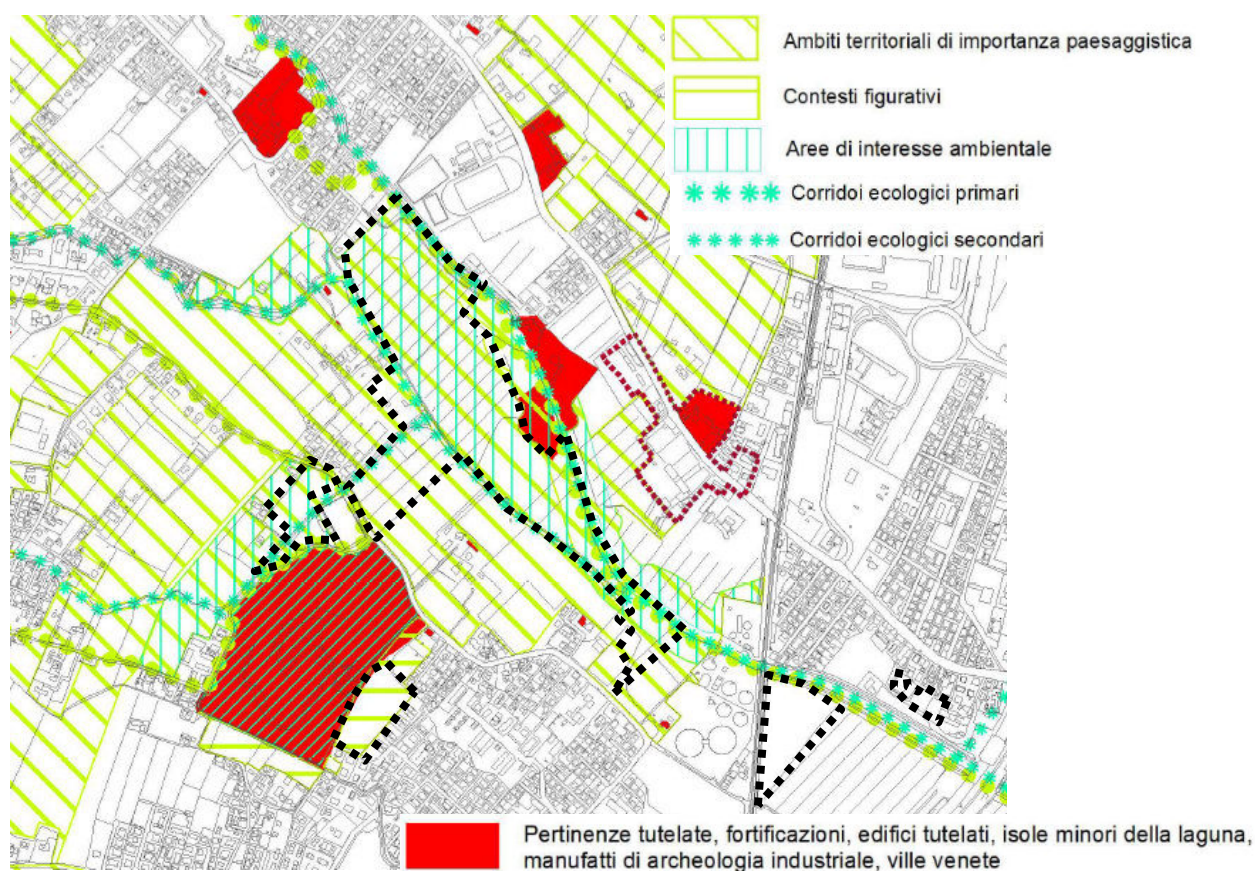 Ambiti territoriali di importanza paesaggistica
Contesti figurativi
Aree di interesse ambientale
Corridoi ecologici primari
Corridoi ecologici secondari
Pertinenze tutelate, fortificazioni, edifici tutelati, isole minori della laguna,
manufatti di archeologia industriale, ville venete